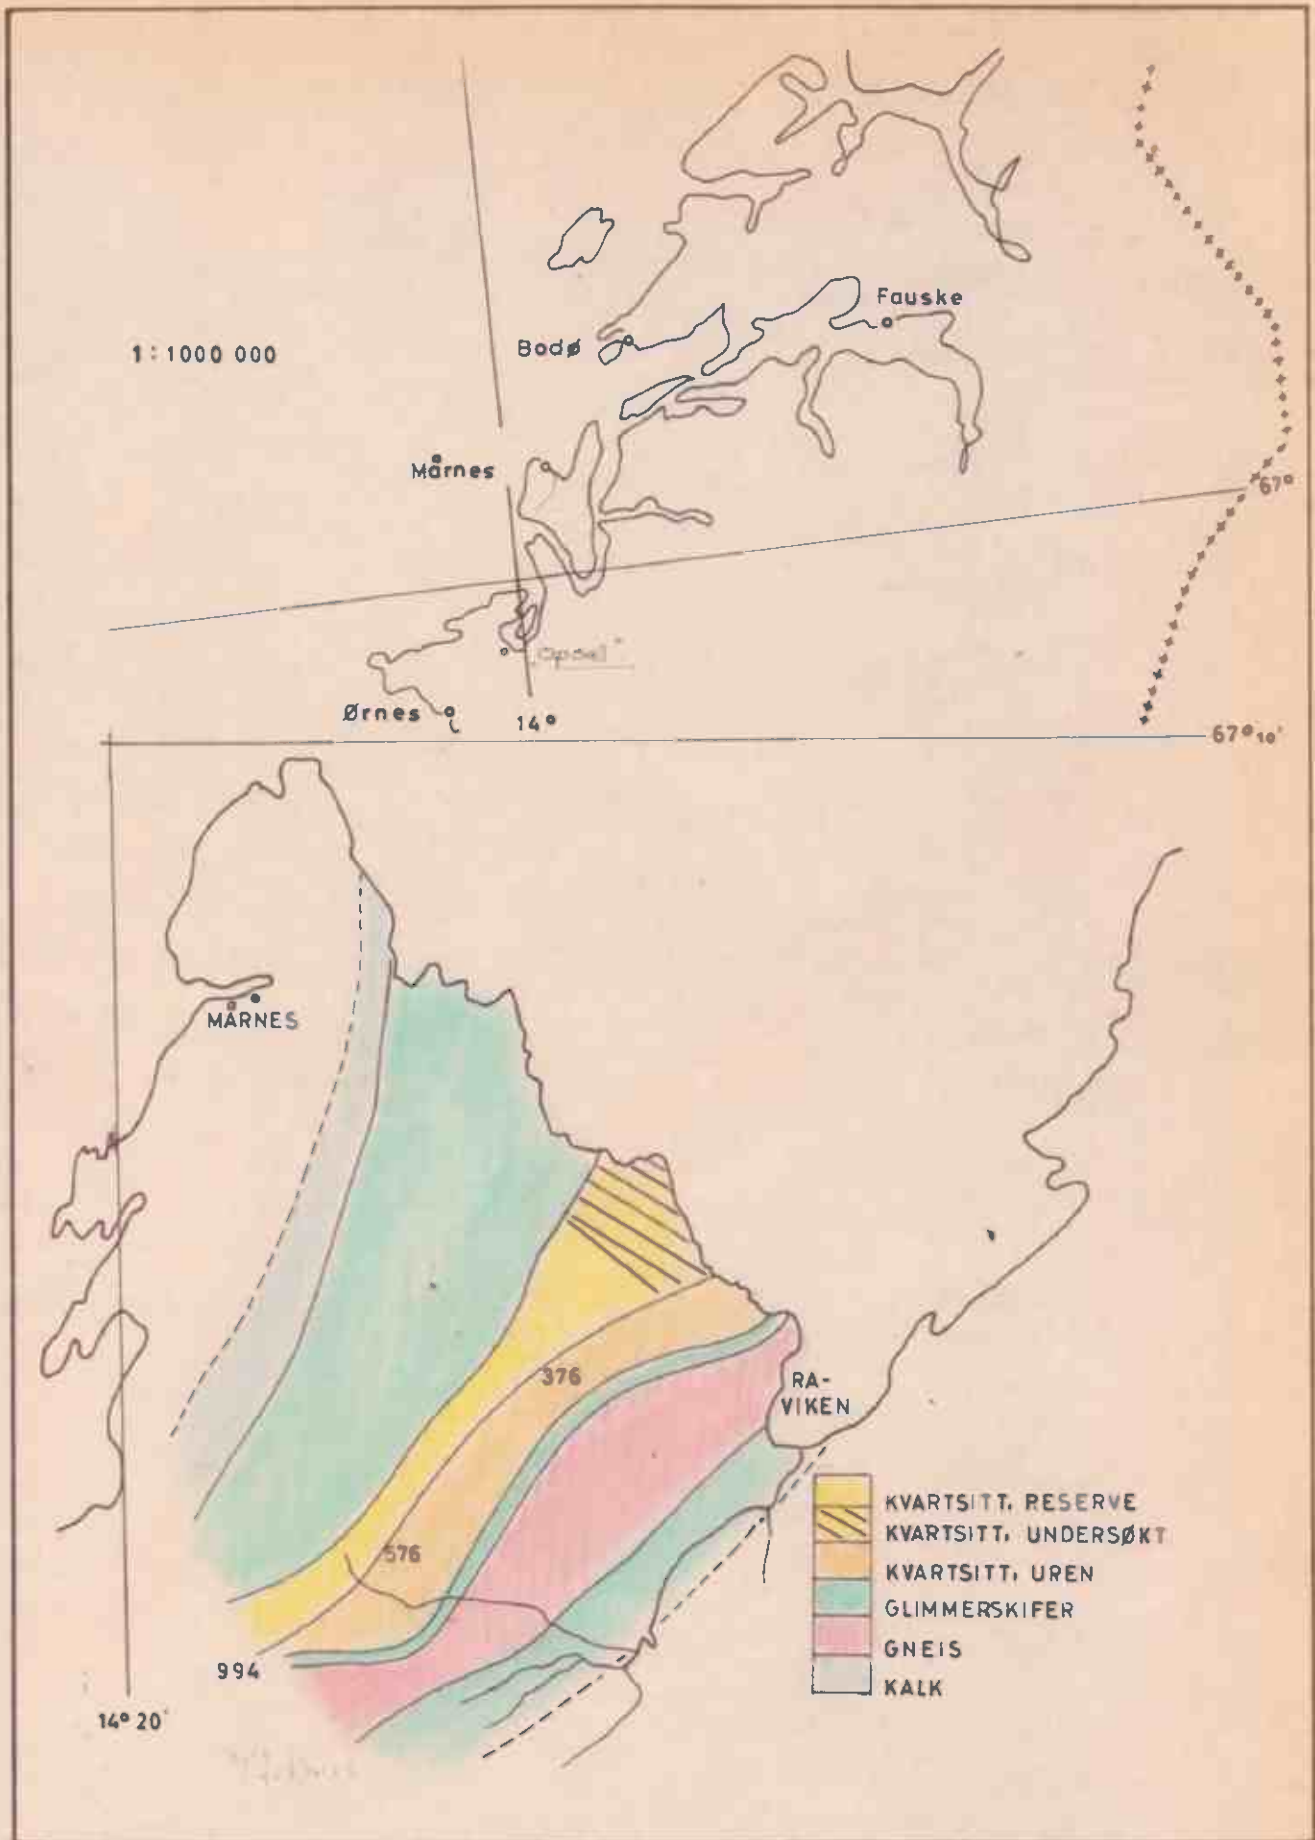 Fauske
1:1000 000
Bodø
Mårnes
67°
„Opsal"
Ørnes
14°
67°10'
MÅRNES
376
RA-
VIKEN
KVARTSITT, RESERVE
KVARTSITT, UNDERSØKT
576
KVARTSITT, UREN
GLIMMERSKIFER
GNEIS
994
KALK
14°20'